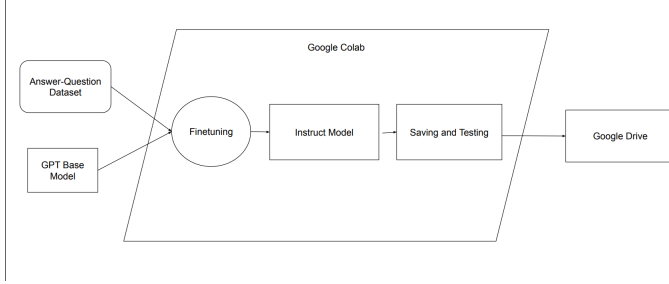 Google Colab
Answer-Question
Dataset
Finetuning
Instruct Model
Saving and Testing
Google Drive
GPT Base
Model